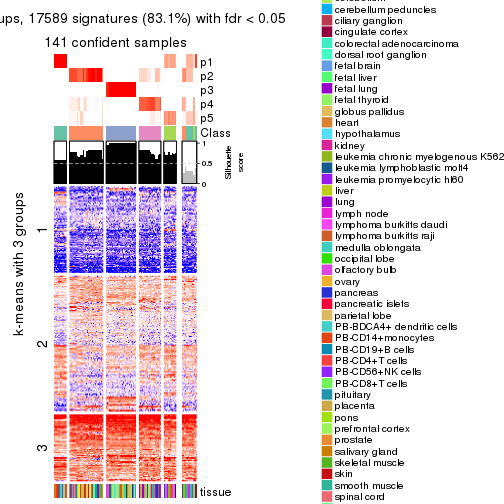 ups, 17589 signatures (83.1%) with fdr < 0.05
141 confident samples
p1
p2
p3
p4
p5
Class
1
0.5
0
Silhouette
score
k-means with 3 groups
1
2
3
tissue
cerebellum peduncles
ciliary ganglion
cingulate cortex
colorectal adenocarcinoma
dorsal root ganglion
fetal brain
fetal liver
fetal lung
fetal thyroid
globus pallidus
heart
hypothalamus
kidney
leukemia chronic myelogenous K562
leukemia lymphoblastic molt4
leukemia promyelocytic hl60
liver
lung
lymph node
lymphoma burkitts daudi
lymphoma burkitts raji
medulla oblongata
occipital lobe
olfactory bulb
ovary
pancreas
pancreatic islets
parietal lobe
PB-BDCA4+ dendritic cells
PB-CD14+monocytes
PB-CD19+B cells
PB-CD4+T cells
PB-CD56+NK cells
PB-CD8+T cells
pituitary
placenta
pons
prefrontal cortex
prostate
salivary gland
skeletal muscle
skin
smooth muscle
spinal cord